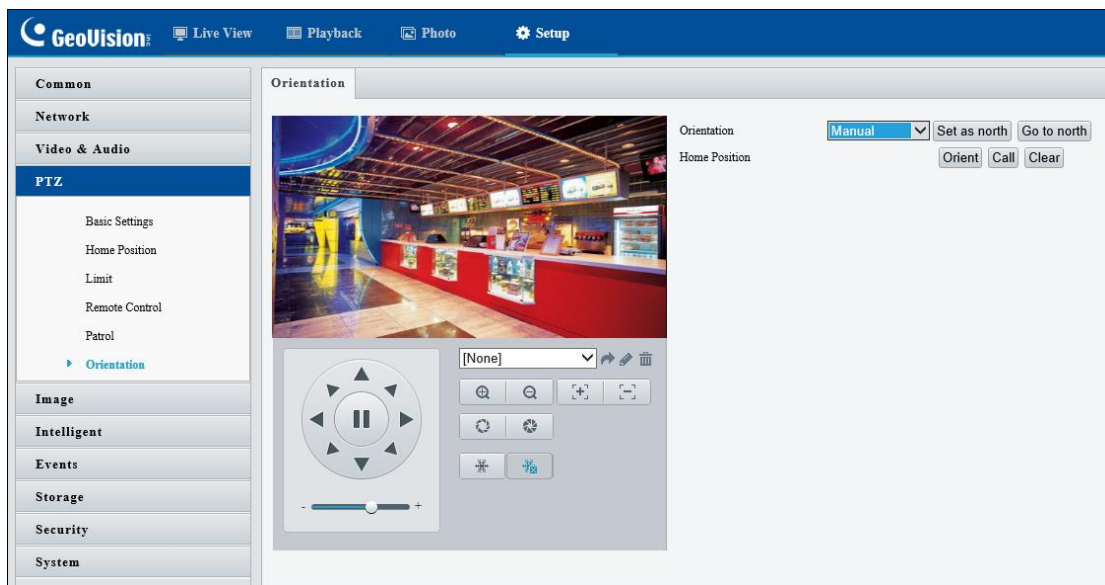 GeoVision
Live View
Playback
Photo
Setup
Common
Network
Video & Audio
PTZ
Basic Settings
Home Position
Limit
Remote Control
Patrol
Orientation
Image
Intelligent
Events
Storage
Security
System
Orientation
Orientation Manual Set as north Go to north
Home Position Orient Call Clear
[None]
- +